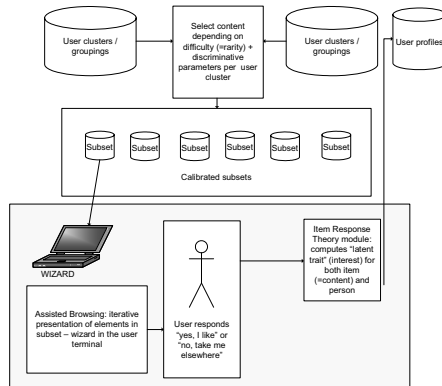 User clusters /
groupings
Select content
depending on
difficulty (=rarity) +
discriminative
parameters per user
cluster
User clusters /
groupings
User profiles
Subset
Subset
Subset
Subset
Subset
Subset
Calibrated subsets
WIZARD
Assisted Browsing: iterative
presentation of elements in
subset – wizard in the user
terminal
User responds
“yes, I like” or
“no, take me
elsewhere”
Item Response
Theory module:
computes “latent
trait” (interest) for
both item
(=content) and
person